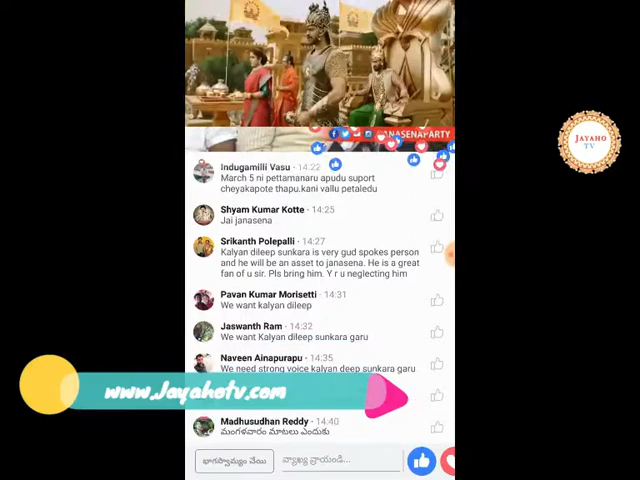 JANASENAPARTY
JAYAHO
TV
Indugamilli Vasu · 14:22
March 5 ni pettamanaru apudu suport
cheyakapote thapu.kani vallu petaledu
Shyam Kumar Kotte · 14:25
Jai janasena
Srikanth Polepalli · 14:27
Kalyan dileep sunkara is very gud spokes person
and he will be an asset to janasena. He is a great
fan of u sir. Pls bring him. Y r u neglecting him
Pavan Kumar Morisetti · 14:31
We want kalyan dileep
Jaswanth Ram · 14:32
We want Kalyan dileep sunkara garu
Naveen Ainapurapu · 14:35
We need strong voice kalyan deep sunkara garu
www.Jayahotv.com
Madhusudhan Reddy · 14:40
మంగళవారం మాటలు ఎందుకు
భాగస్వామ్యం చేయి
వ్యాఖ్య వ్రాయండి...